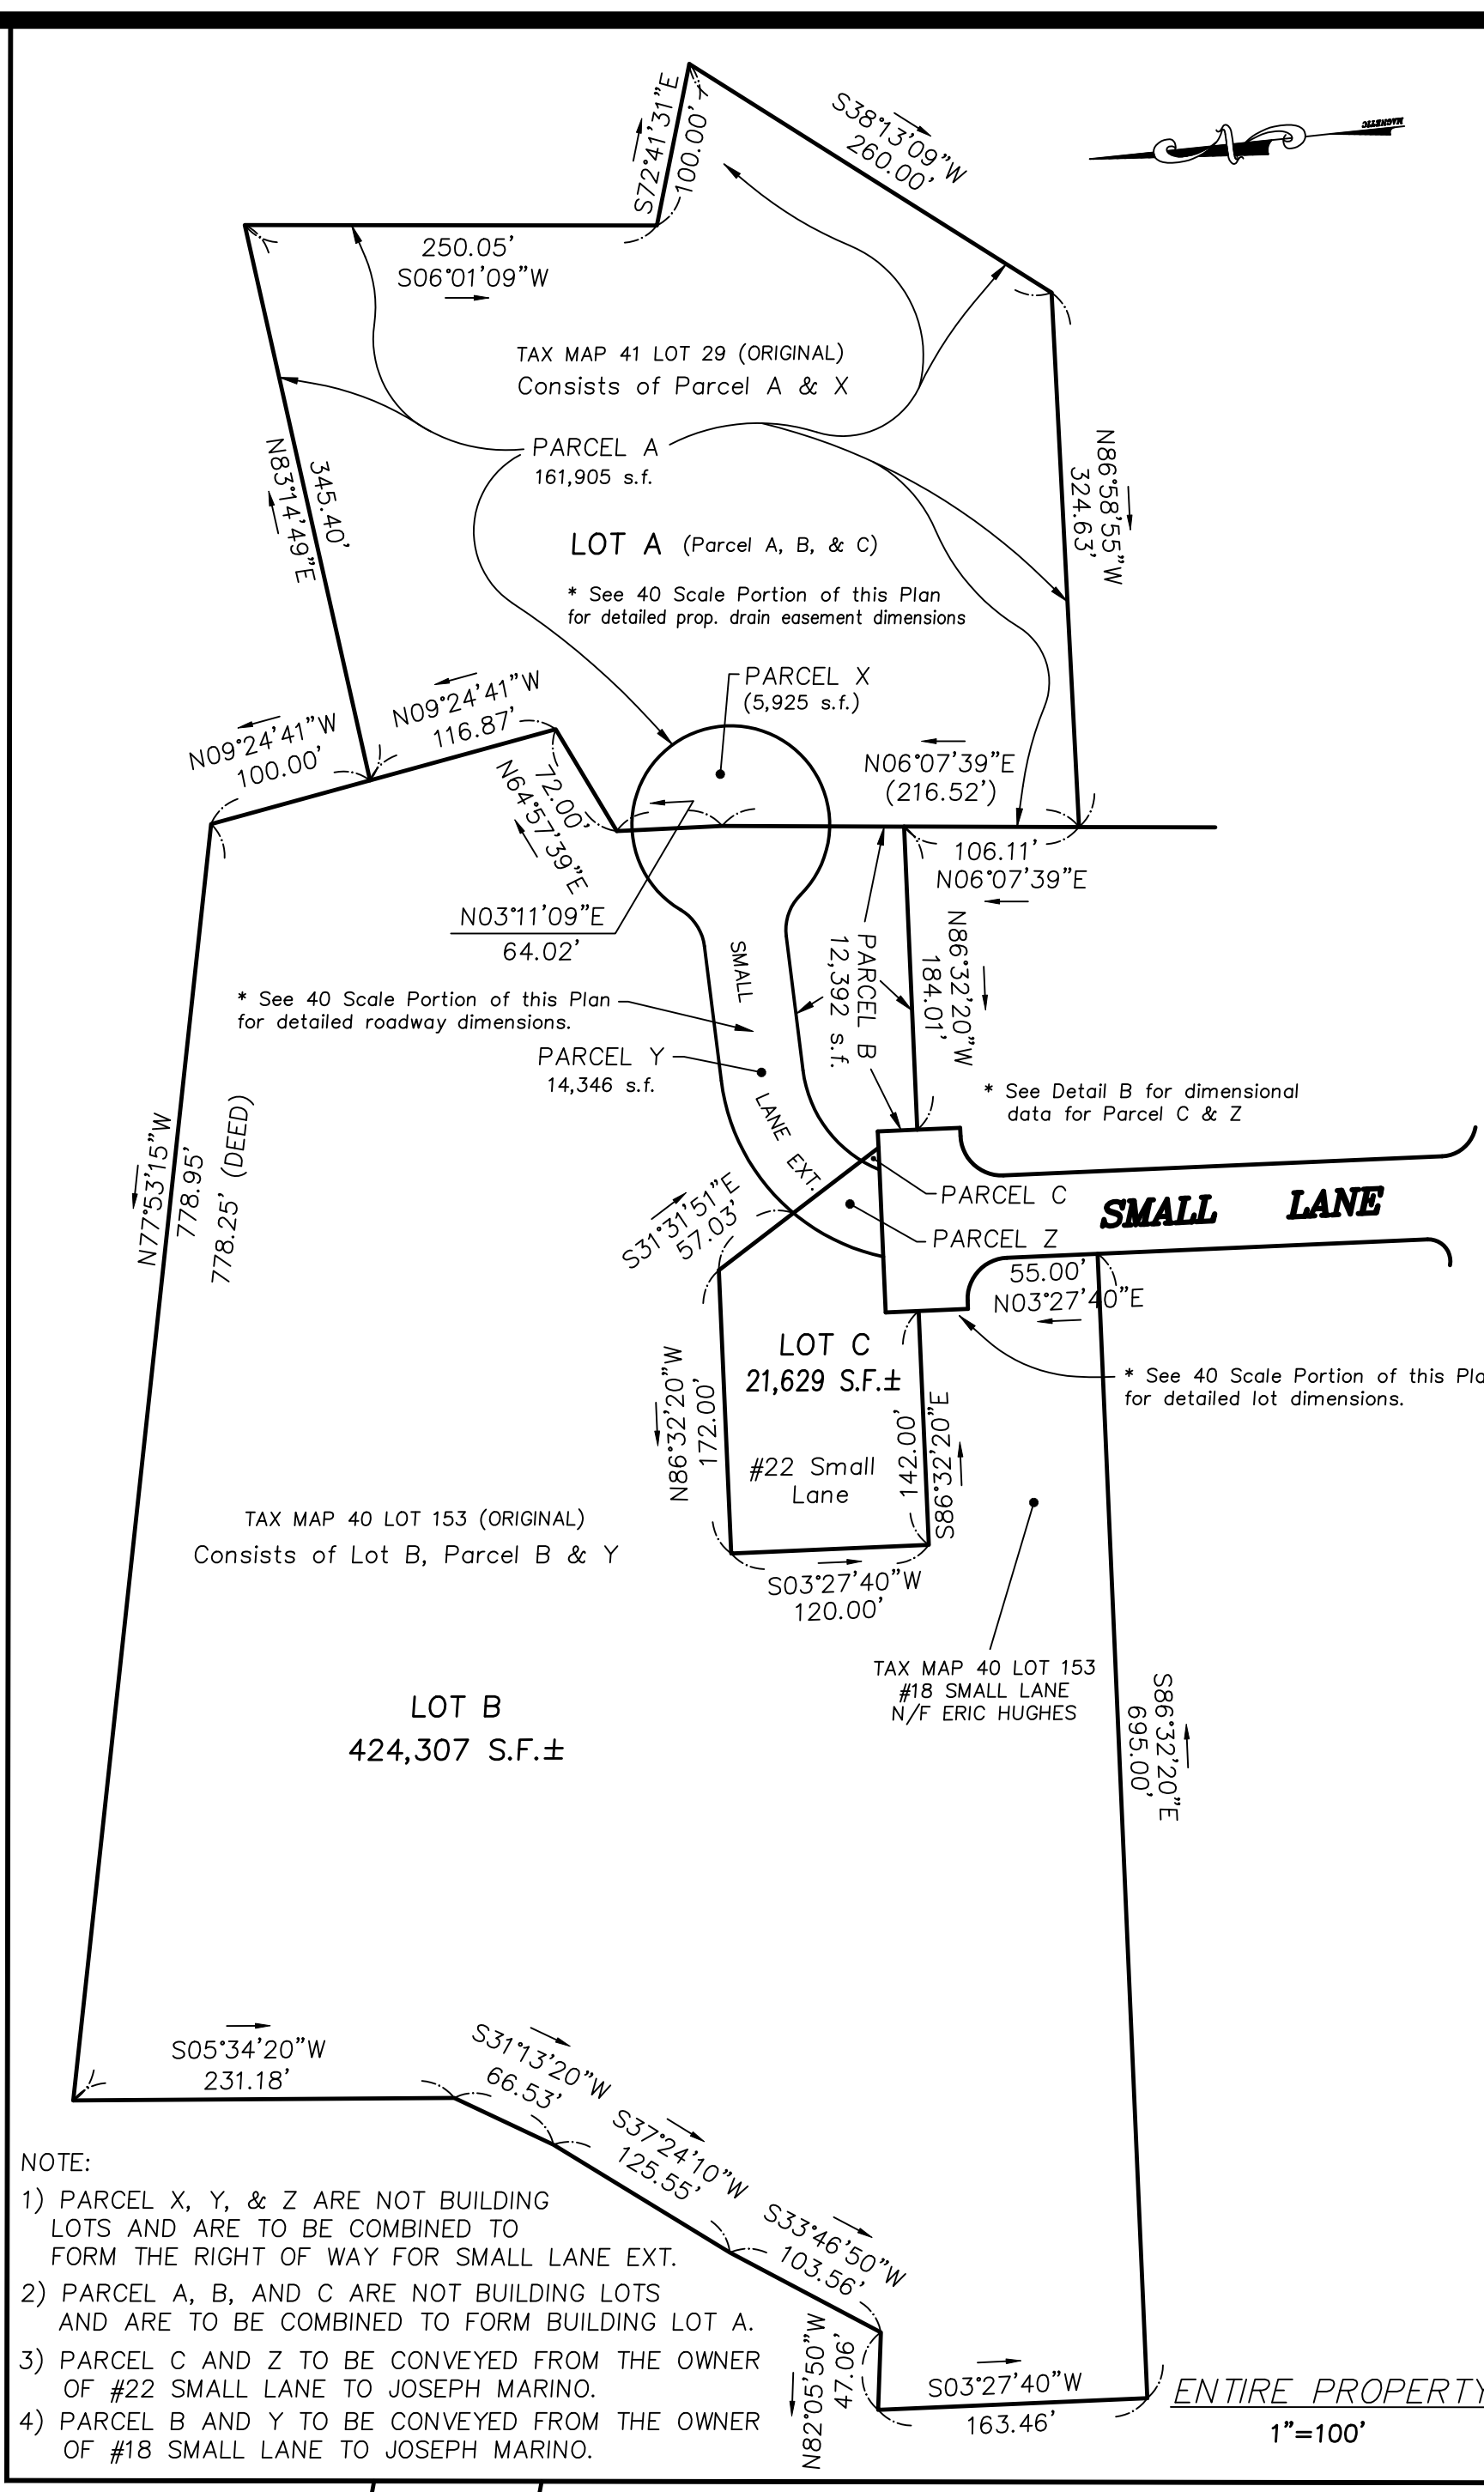 S72°41'31"E
100.00'
S38°13'09"W
260.00'
MAGNETIC
N
250.05'
S06°01'09"W
TAX MAP 41 LOT 29 (ORIGINAL)
Consists of Parcel A & X
PARCEL A
161,905 s.f.
N83°14'49"E
345.40'
N86°58'55"W
324.63'
LOT A (Parcel A, B, & C)
* See 40 Scale Portion of this Plan
for detailed prop. drain easement dimensions
PARCEL X
(5,925 s.f.)
N09°24'41"W
100.00'
N09°24'41"W
116.87'
72.00'
N64°57'39"E
N06°07'39"E
(216.52')
106.11'
N06°07'39"E
N03°11'09"E
64.02'
SMALL
LANE EXT.
PARCEL B
12,392 s.f.
N86°32'20"W
184.01'
* See 40 Scale Portion of this Plan
for detailed roadway dimensions.
PARCEL Y
14,346 s.f.
* See Detail B for dimensional
data for Parcel C & Z
N77°53'15"W
778.95'
778.25' (DEED)
S31°31'51"E
57.03'
PARCEL C
PARCEL Z
SMALL LANE
55.00'
N03°27'40"E
LOT C
21,629 S.F.±
N86°32'20"W
172.00'
#22 Small
Lane
142.00'
S86°32'20"E
* See 40 Scale Portion of this Pla
for detailed lot dimensions.
S03°27'40"W
120.00'
TAX MAP 40 LOT 153 (ORIGINAL)
Consists of Lot B, Parcel B & Y
TAX MAP 40 LOT 153
#18 SMALL LANE
N/F ERIC HUGHES
LOT B
424,307 S.F.±
S86°32'20"E
695.00'
S05°34'20"W
231.18'
S31°13'20"W
66.53'
S37°24'10"W
125.55'
S33°46'50"W
103.56'
N82°05'50"W
47.06'
S03°27'40"W
163.46'
NOTE:
1) PARCEL X, Y, & Z ARE NOT BUILDING
LOTS AND ARE TO BE COMBINED TO
FORM THE RIGHT OF WAY FOR SMALL LANE EXT.
2) PARCEL A, B, AND C ARE NOT BUILDING LOTS
AND ARE TO BE COMBINED TO FORM BUILDING LOT A.
3) PARCEL C AND Z TO BE CONVEYED FROM THE OWNER
OF #22 SMALL LANE TO JOSEPH MARINO.
4) PARCEL B AND Y TO BE CONVEYED FROM THE OWNER
OF #18 SMALL LANE TO JOSEPH MARINO.
ENTIRE PROPERTY
1"=100'